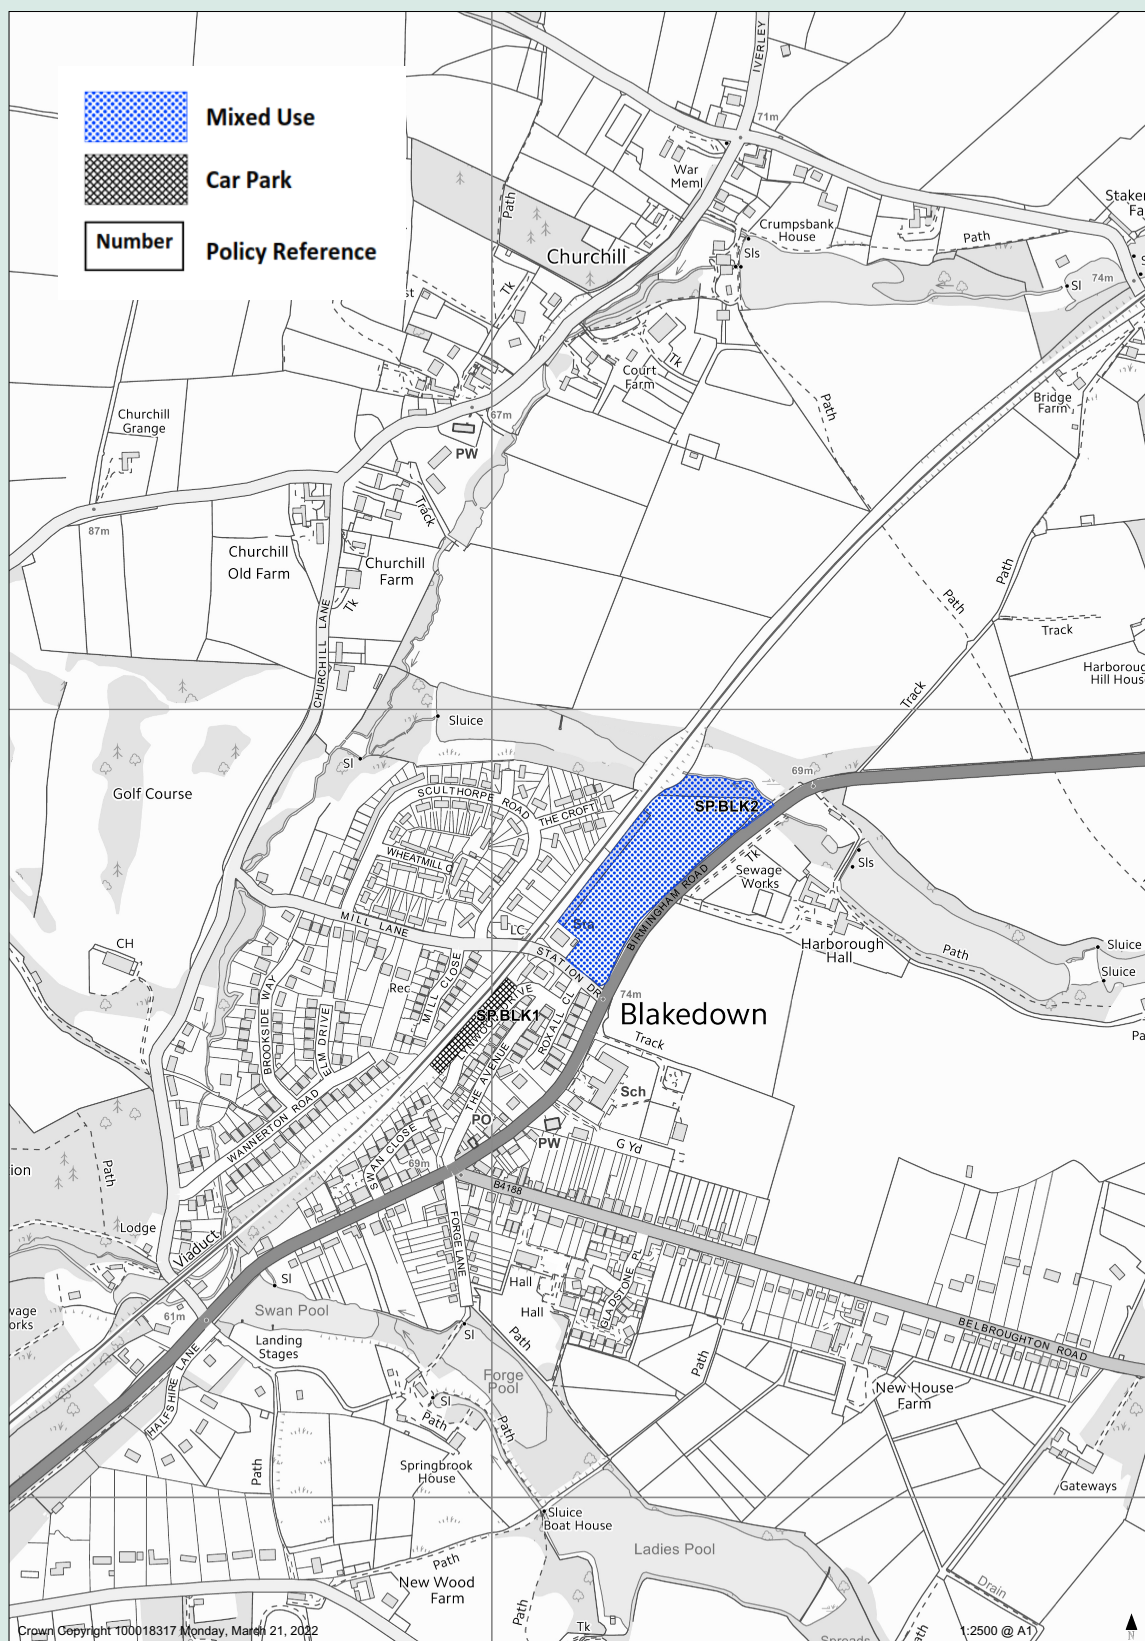 Mixed Use
Car Park
Number
Policy Reference
IVERLEY
71m
War
Meml
Path
Churchill
Crumpsbank
House
Sls
Path
74m
Sl
Tk
Court
Farm
Tk
Path
Bridge
Farm
Churchill
Grange
67m
PW
Track
87m
Churchill
Old Farm
Churchill
Farm
Tk
CHURCHILL LANE
Path
Path
Track
Harboroug
Hill Hous
Track
Sluice
Sl
Golf Course
SCULTHORPE ROAD
THE CROFT
69m
SP.BLK2
Tk
Sewage
Works
Sls
BIRMINGHAM ROAD
MILL LANE
LC
Sta
STATION DR
Harborough
Hall
Path
Sluice
Sluice
CH
Rec
MILL CLOSE
BROOKSIDE WAY
ELM DRIVE
SP.BLK1
THE AVENUE
ROXALL CL
74m
Blakedown
Track
Sch
PO
PW
G Yd
WANNERTON ROAD
69m
B4188
Path
Lodge
Viaduct
FORGE LANE
Hall
Hall
GLADSTONE PL
Sl
Swan Pool
61m
Landing
Stages
Sl
Path
BELBROUGHTON ROAD
HALFSHIRE LANE
Forge
Pool
Sl
Path
Path
Path
New House
Farm
Springbrook
House
Path
Gateways
Sluice
Boat House
Ladies Pool
Path
New Wood
Farm
Path
Tk
Drain
Crown Copyright 100018317 Monday, March 21, 2022
1:2500 @ A1
N